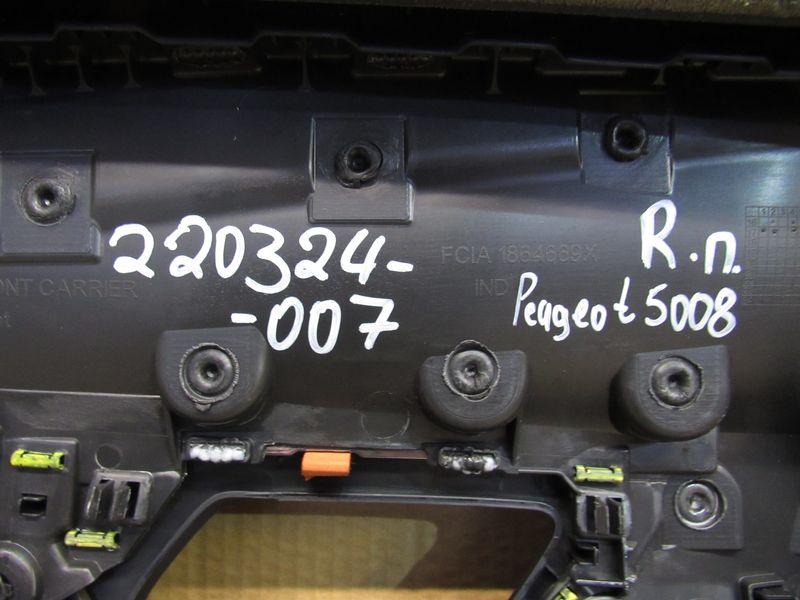 220324-
-007
R.п.
Peugeot 5008
FCIA 1864669X
ONT CARRIER
IND